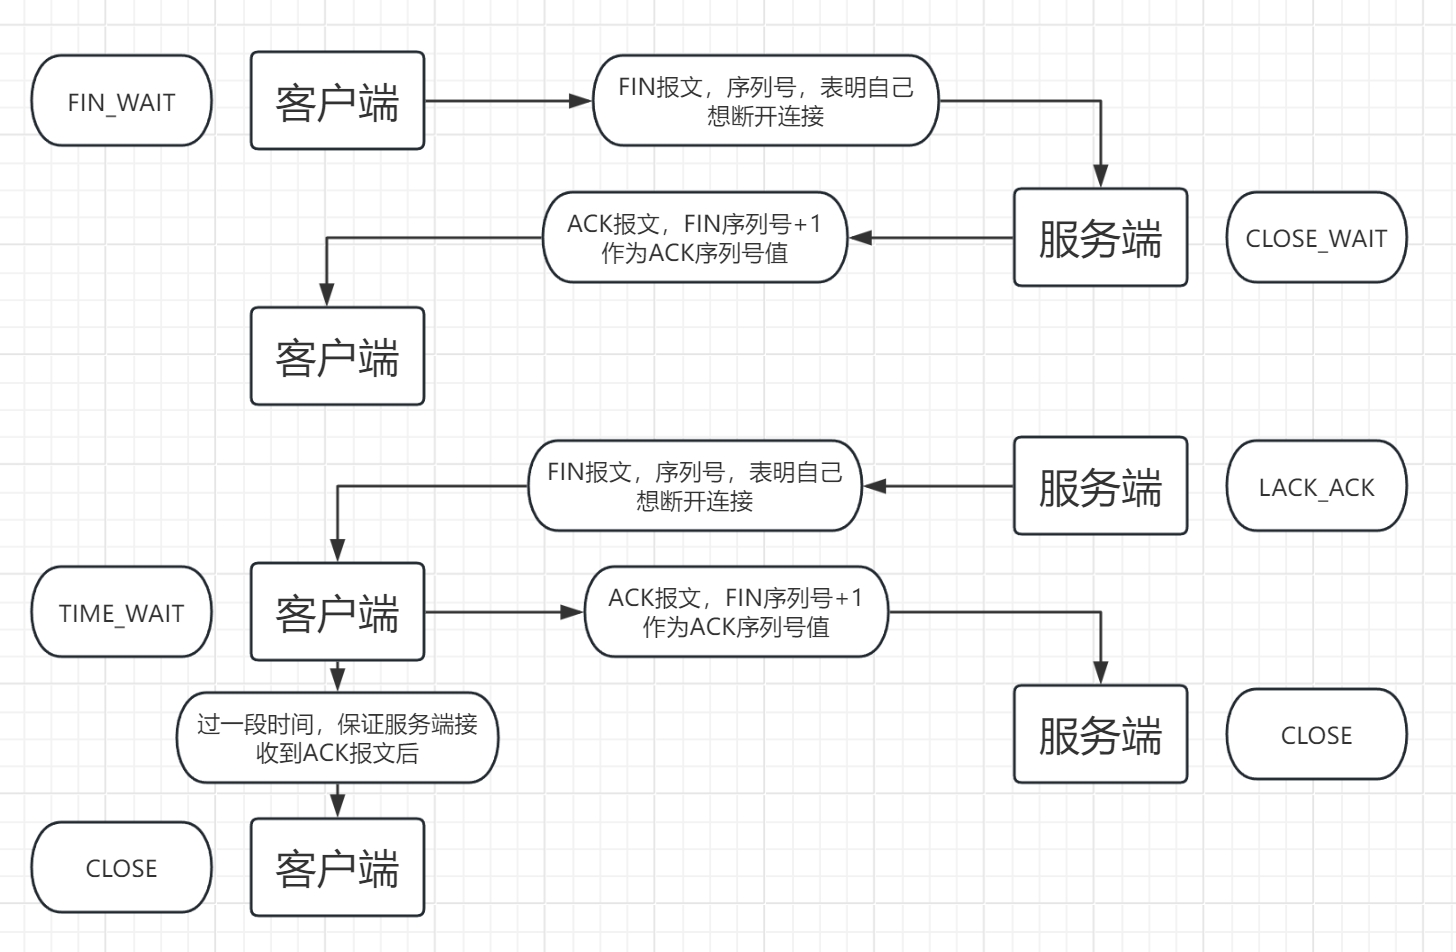 FIN_WAIT
客户端
FIN报文，序列号，表明自己
想断开连接
ACK报文，FIN序列号+1
作为ACK序列号值
服务端
CLOSE_WAIT
客户端
FIN报文，序列号，表明自己
想断开连接
服务端
LACK_ACK
TIME_WAIT
客户端
ACK报文，FIN序列号+1
作为ACK序列号值
过一段时间，保证服务端接
收到ACK报文后
服务端
CLOSE
CLOSE
客户端